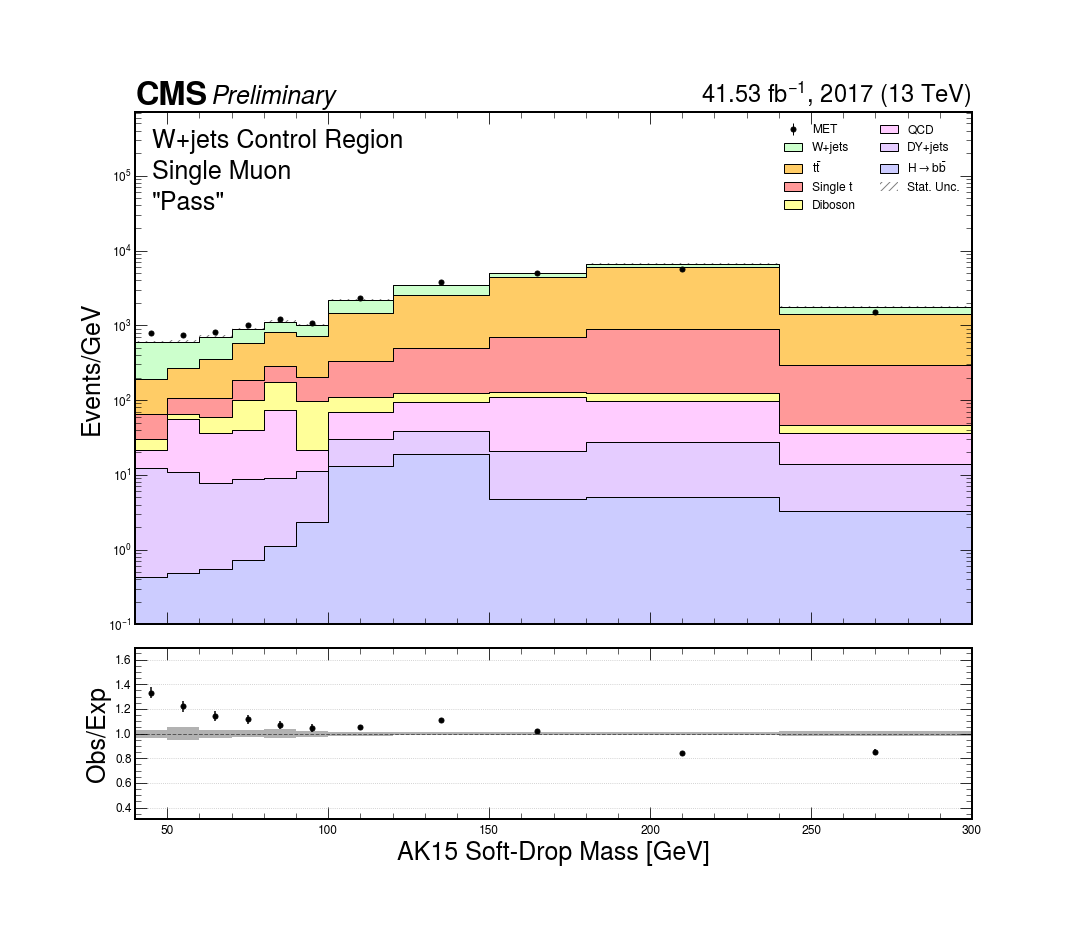 CMS Preliminary
41.53 fb⁻¹, 2017 (13 TeV)
W+jets Control Region
Single Muon
"Pass"
MET
W+jets
tt̄
Single t
Diboson
QCD
DY+jets
H→bb̄
Stat. Unc.
Events/GeV
10⁵
10⁴
10³
10²
10¹
10⁰
10⁻¹
Obs/Exp
1.6
1.4
1.2
1.0
0.8
0.6
0.4
50 100 150 200 250 300
AK15 Soft-Drop Mass [GeV]